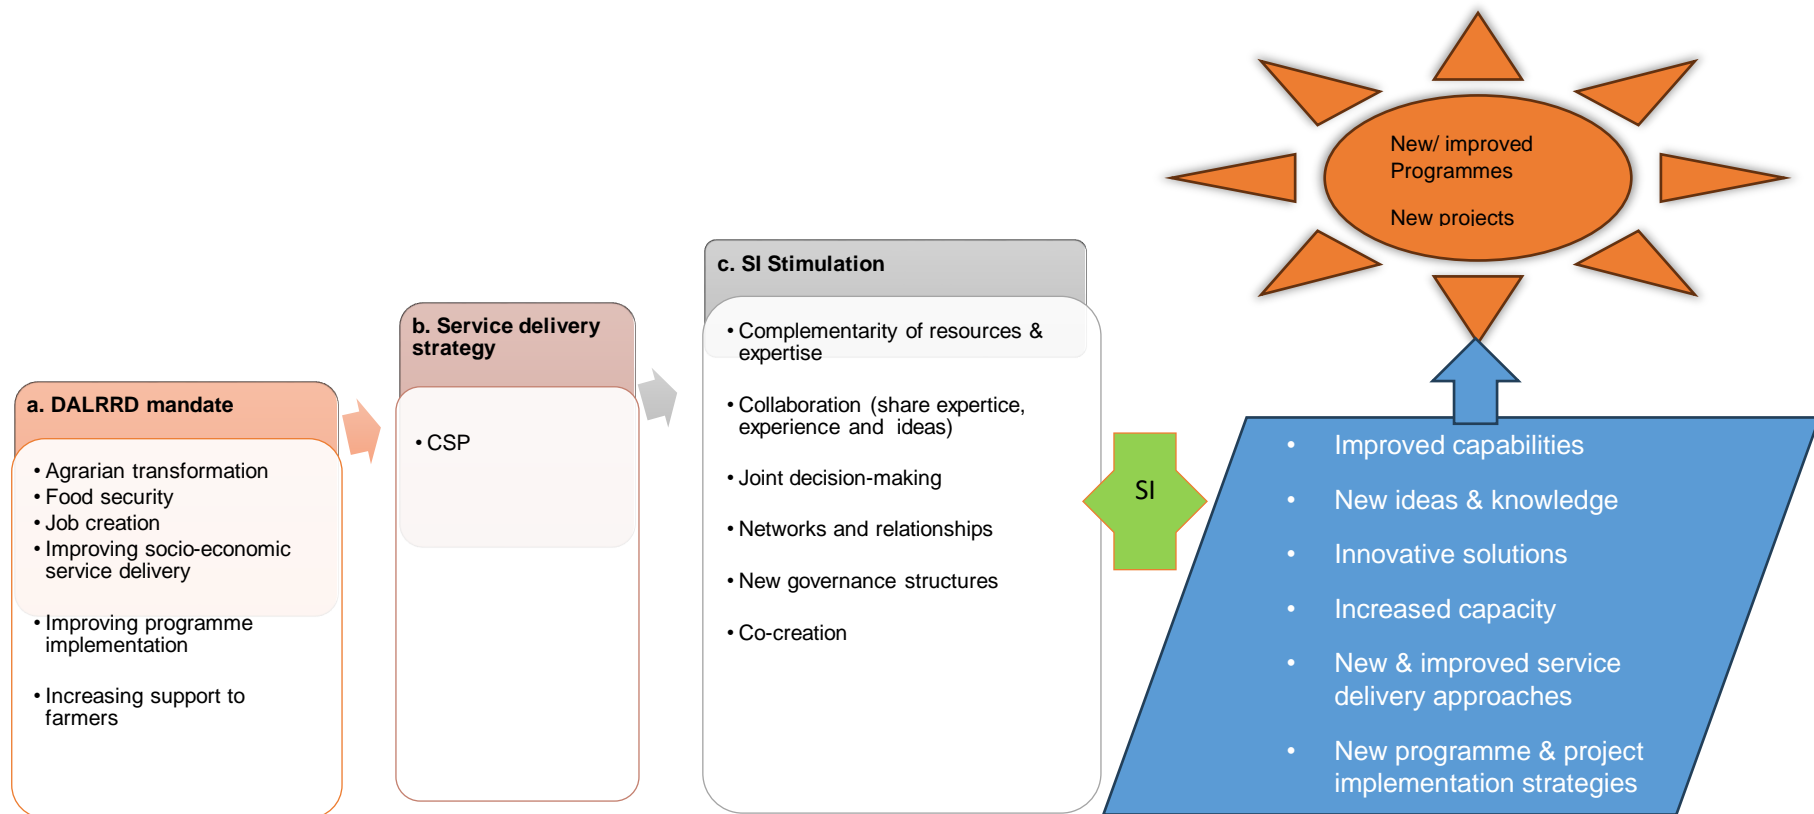 a. DALRRD mandate
• Agrarian transformation
• Food security
• Job creation
• Improving socio-economic
service delivery
• Improving programme
implementation
• Increasing support to
farmers
b. Service delivery
strategy
• CSP
c. SI Stimulation
• Complementarity of resources &
expertise
• Collaboration (share expertice,
experience and ideas)
• Joint decision-making
• Networks and relationships
• New governance structures
• Co-creation
SI
• Improved capabilities
• New ideas & knowledge
• Innovative solutions
• Increased capacity
• New & improved service
delivery approaches
• New programme & project
implementation strategies
New/ improved
Programmes
New projects